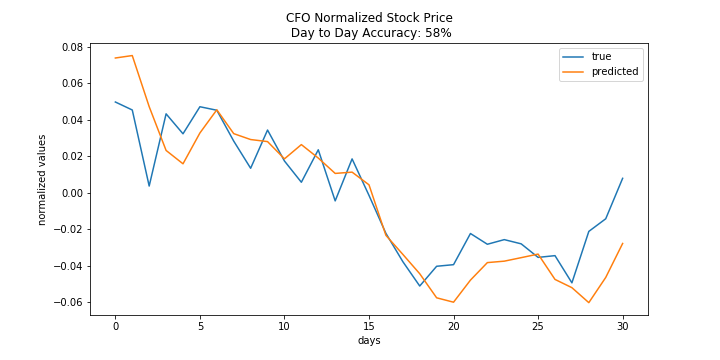 CFO Normalized Stock Price
Day to Day Accuracy: 58%
true
predicted
normalized values
0.08
0.06
0.04
0.02
0.00
−0.02
−0.04
−0.06
0 5 10 15 20 25 30
days